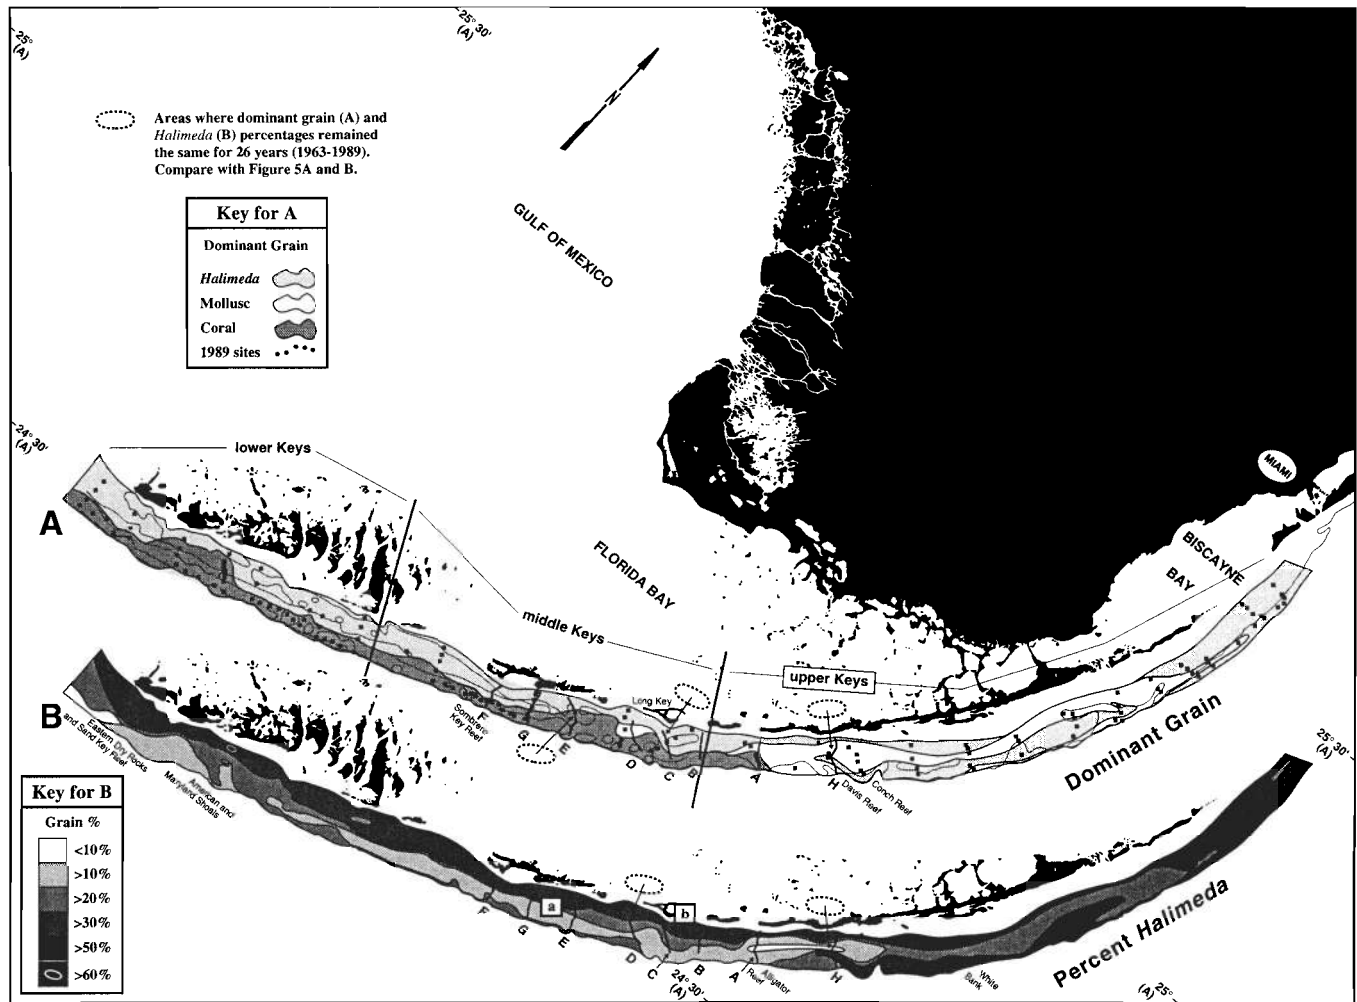 25°
(A)
25° 30'
(A)
N
Areas where dominant grain (A) and
Halimeda (B) percentages remained
the same for 26 years (1963-1989).
Compare with Figure 5A and B.
Key for A
Dominant Grain
Halimeda
Mollusc
Coral
1989 sites
GULF OF MEXICO
24° 30'
(A)
lower Keys
MIAMI
A
FLORIDA BAY
BISCAYNE
BAY
middle Keys
upper Keys
Long Key
Sombrero
Key Reef
F
G
E
D
C
B
A
H
Davis Reef
Conch Reef
Dominant Grain
25° 30'
(A)
B
Eastern Dry Rocks
and Sand Key Reef
American and
Maryland Shoals
Key for B
Grain %
<10%
>10%
>20%
>30%
>50%
>60%
a
b
F
G
E
D
C
B
A
Alligator
Reef
H
White
Bank
Percent Halimeda
24° 30'
(A)
25°
(A)